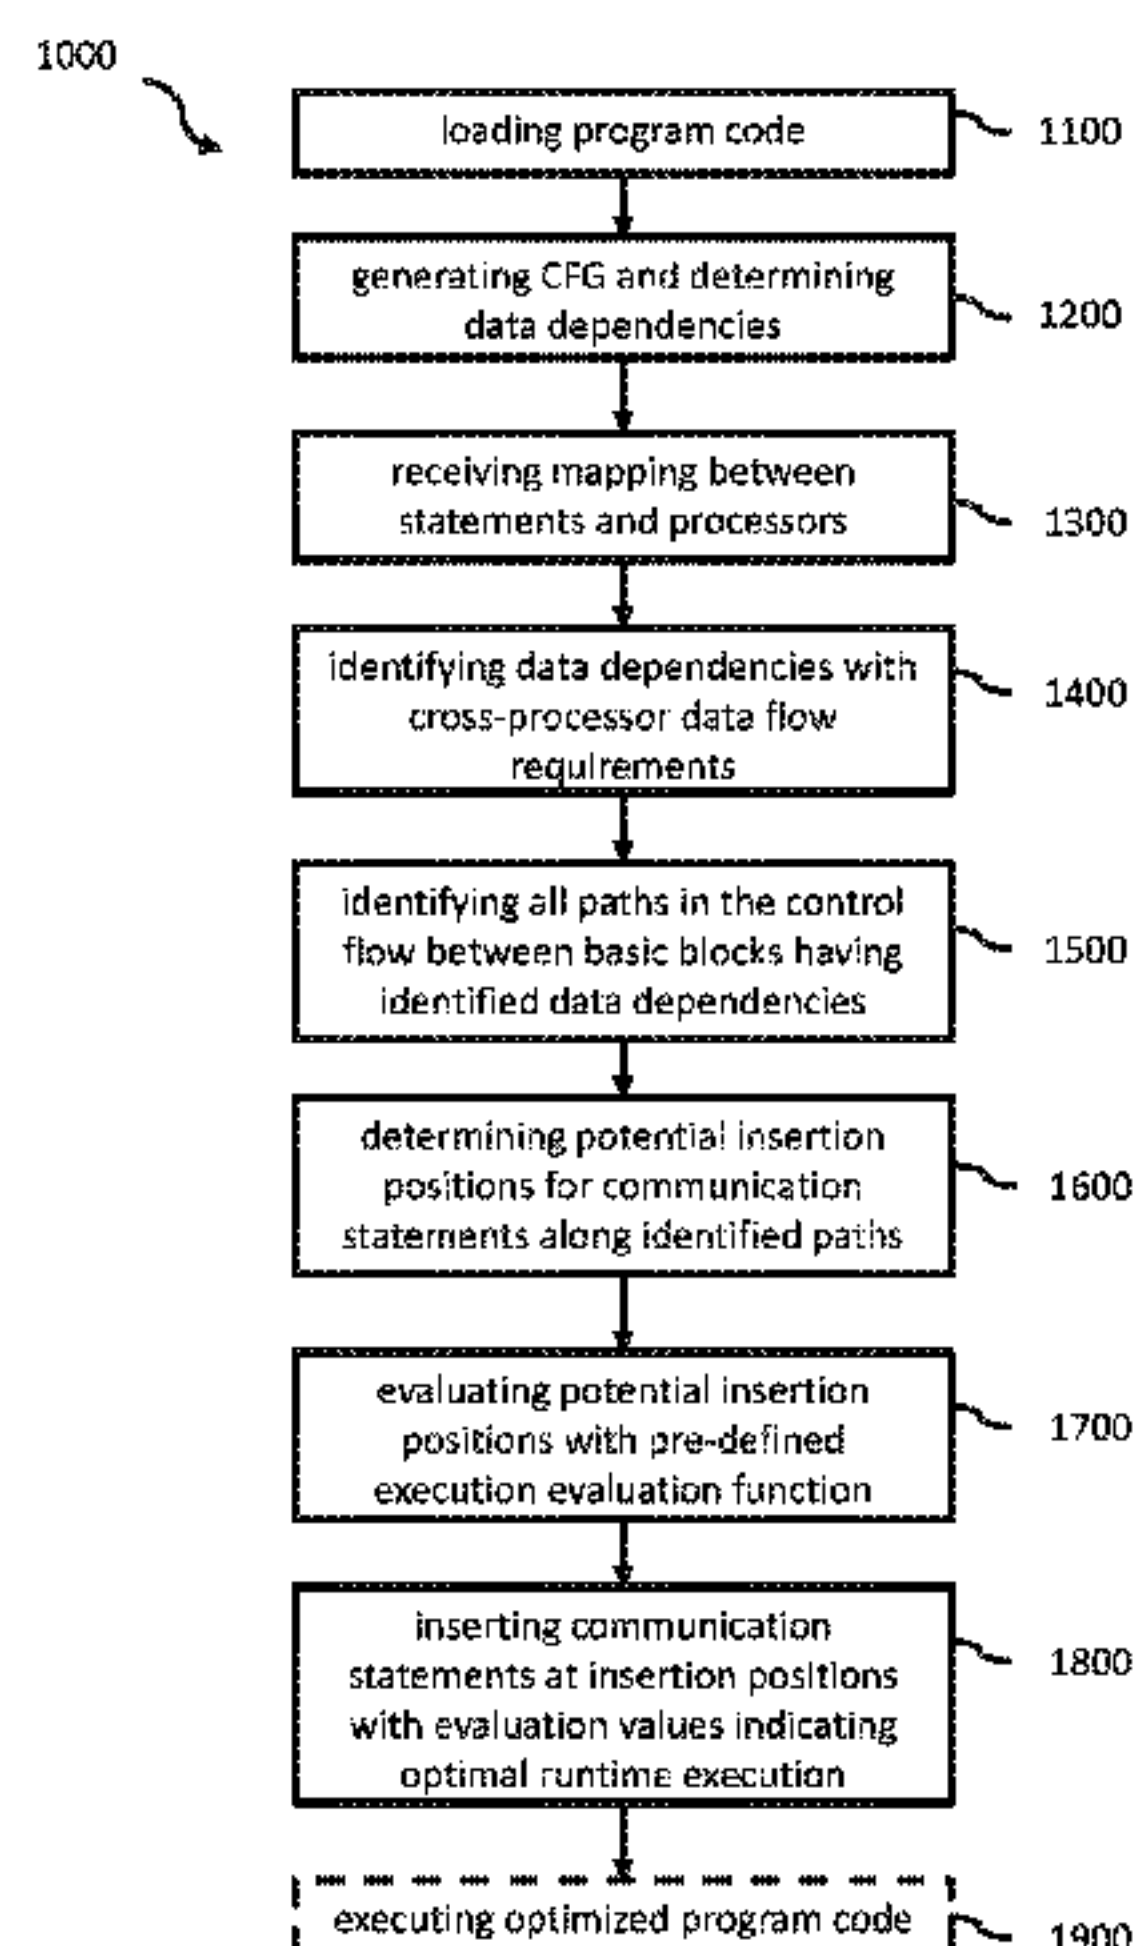 1000
loading program code
1100
generating CFG and determining
data dependencies
1200
receiving mapping between
statements and processors
1300
identifying data dependencies with
cross-processor data flow
requirements
1400
identifying all paths in the control
flow between basic blocks having
identified data dependencies
1500
determining potential insertion
positions for communication
statements along identified paths
1600
evaluating potential insertion
positions with pre-defined
execution evaluation function
1700
inserting communication
statements at insertion positions
with evaluation values indicating
optimal runtime execution
1800
executing optimized program code
1900